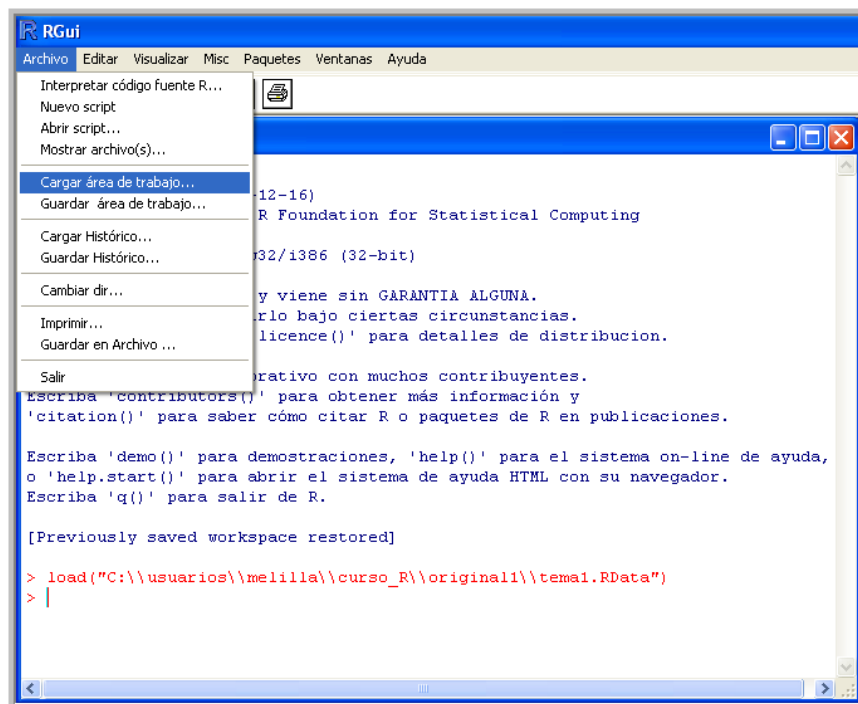 RGui
Archivo Editar Visualizar Misc Paquetes Ventanas Ayuda
Interpretar código fuente R...
Nuevo script
Abrir script...
Mostrar archivo(s)...
Cargar área de trabajo...
Guardar área de trabajo...
Cargar Histórico...
Guardar Histórico...
Cambiar dir...
Imprimir...
Guardar en Archivo ...
Salir
12-16)
R Foundation for Statistical Computing
32/i386 (32-bit)
y viene sin GARANTIA ALGUNA.
rlo bajo ciertas circunstancias.
licence()' para detalles de distribucion.
rativo con muchos contribuyentes.
Escriba 'contributors()' para obtener más información y
'citation()' para saber cómo citar R o paquetes de R en publicaciones.
Escriba 'demo()' para demostraciones, 'help()' para el sistema on-line de ayuda,
o 'help.start()' para abrir el sistema de ayuda HTML con su navegador.
Escriba 'q()' para salir de R.
[Previously saved workspace restored]
> load("C:\\usuarios\\melilla\\curso_R\\original1\\tema1.RData")
>